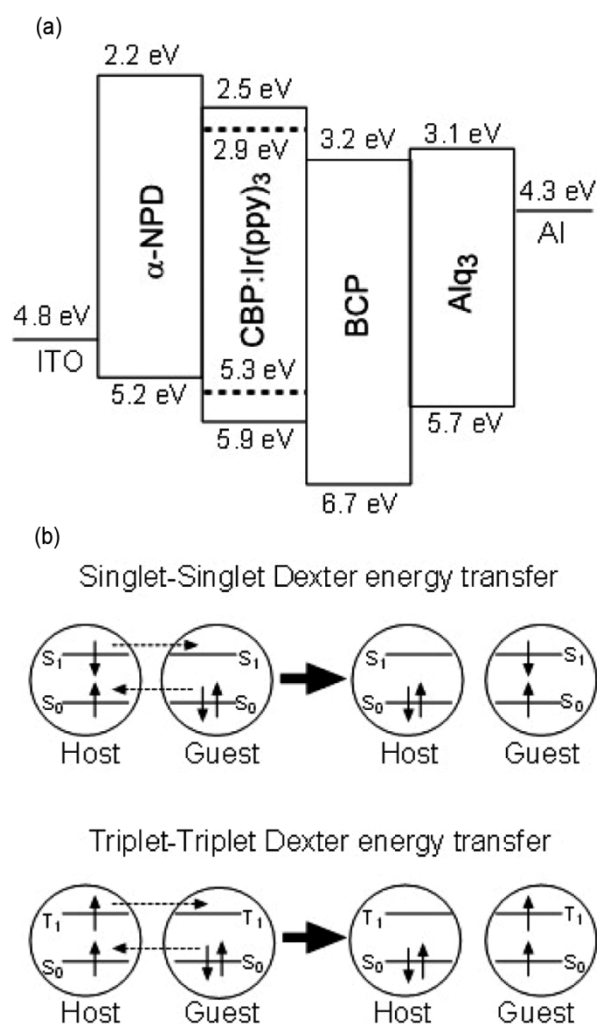 (a)
2.2 eV
2.5 eV
2.9 eV
3.2 eV
3.1 eV
4.3 eV
Al
α-NPD
CBP:Ir(ppy)3
BCP
Alq3
4.8 eV
ITO
5.3 eV
5.2 eV
5.9 eV
5.7 eV
6.7 eV
(b)
Singlet-Singlet Dexter energy transfer
S1 S1 S1 S1
S0 S0 S0 S0
Host Guest Host Guest
Triplet-Triplet Dexter energy transfer
T1 T1 T1 T1
S0 S0 S0 S0
Host Guest Host Guest